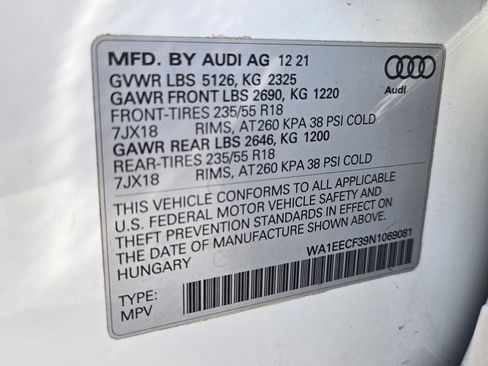 MFD. BY AUDI AG 12 21
GVWR LBS 5126, KG 2325
GAWR FRONT LBS 2690, KG 1220
FRONT-TIRES 235/55 R18
7JX18 RIMS, AT260 KPA 38 PSI COLD
GAWR REAR LBS 2646, KG 1200
REAR-TIRES 235/55 R18
7JX18 RIMS, AT260 KPA 38 PSI COLD
Audi
THIS VEHICLE CONFORMS TO ALL APPLICABLE
U.S. FEDERAL MOTOR VEHICLE SAFETY AND
THEFT PREVENTION STANDARDS IN EFFECT ON
THE DATE OF MANUFACTURE SHOWN ABOVE.
HUNGARY
WA1EECF39N1069081
TYPE:
MPV